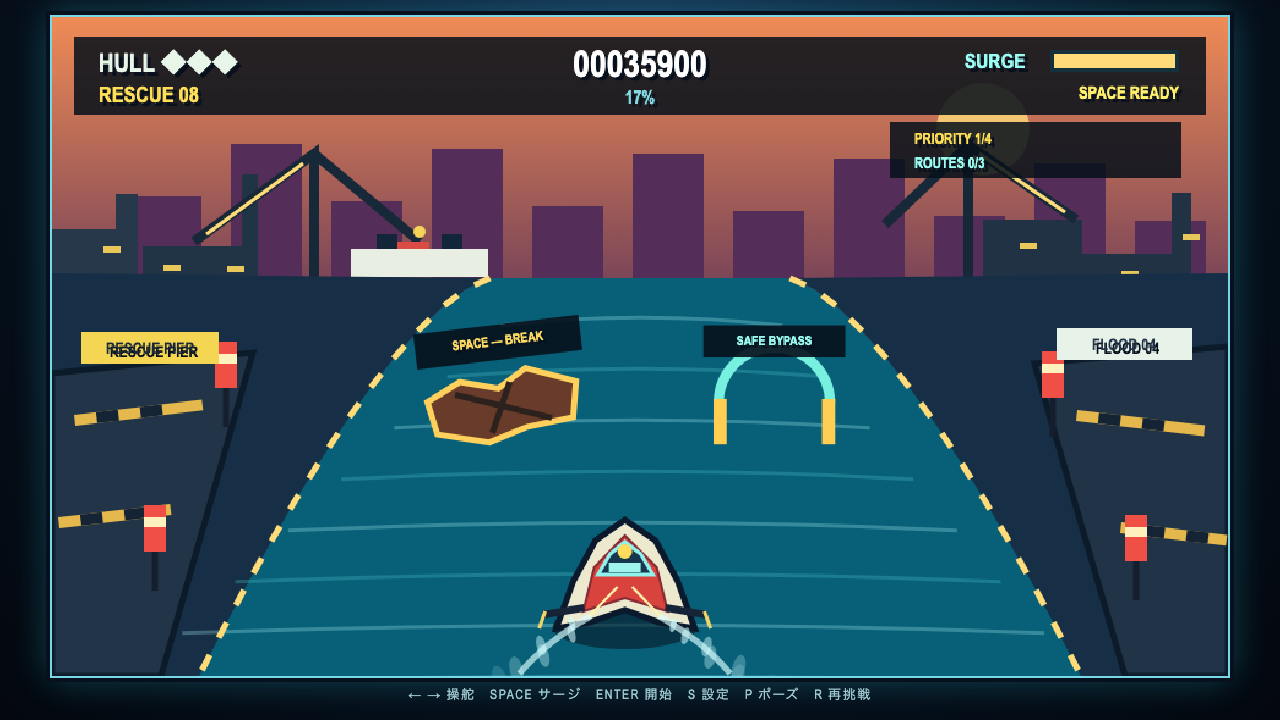 HULL
RESCUE 08
00035900
17%
SURGE
SPACE READY
PRIORITY 1/4
ROUTES 0/3
RESCUE PIER
SPACE — BREAK
SAFE BYPASS
FLOOD 04
← → 操舵 SPACE サージ ENTER 開始 S 設定 P ポーズ R 再挑戦